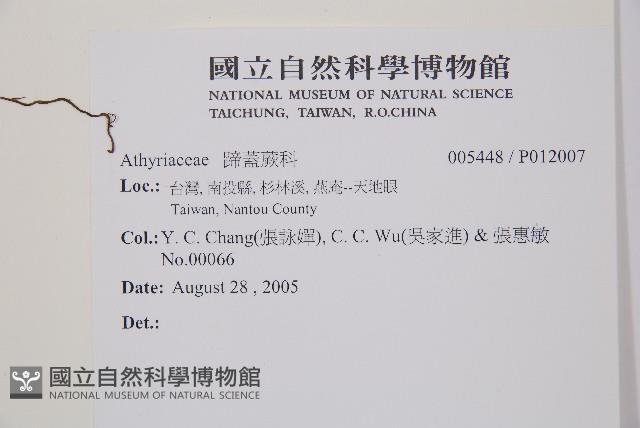 國立自然科學博物館
NATIONAL MUSEUM OF NATURAL SCIENCE
TAICHUNG, TAIWAN, R.O.CHINA
Athyriaceae 蹄蓋蕨科 005448 / P012007
Loc.: 台灣, 南投縣, 杉林溪, 燕庵--天地眼
Taiwan, Nantou County
Col.: Y. C. Chang(張詠嬋), C. C. Wu(吳家進) & 張惠敏
No.00066
Date: August 28 , 2005
Det.:
國立自然科學博物館
NATIONAL MUSEUM OF NATURAL SCIENCE